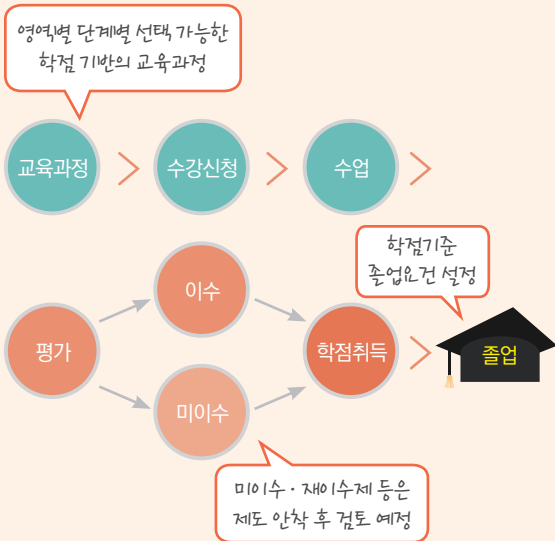 영역별 단계별 선택 가능한
학점 기반의 교육과정
교육과정
수강신청
수업
학점기준
졸업요건 설정
이수
평가
학점취득
졸업
미이수
미이수 · 재이수제 등은
제도 안착 후 검토 예정